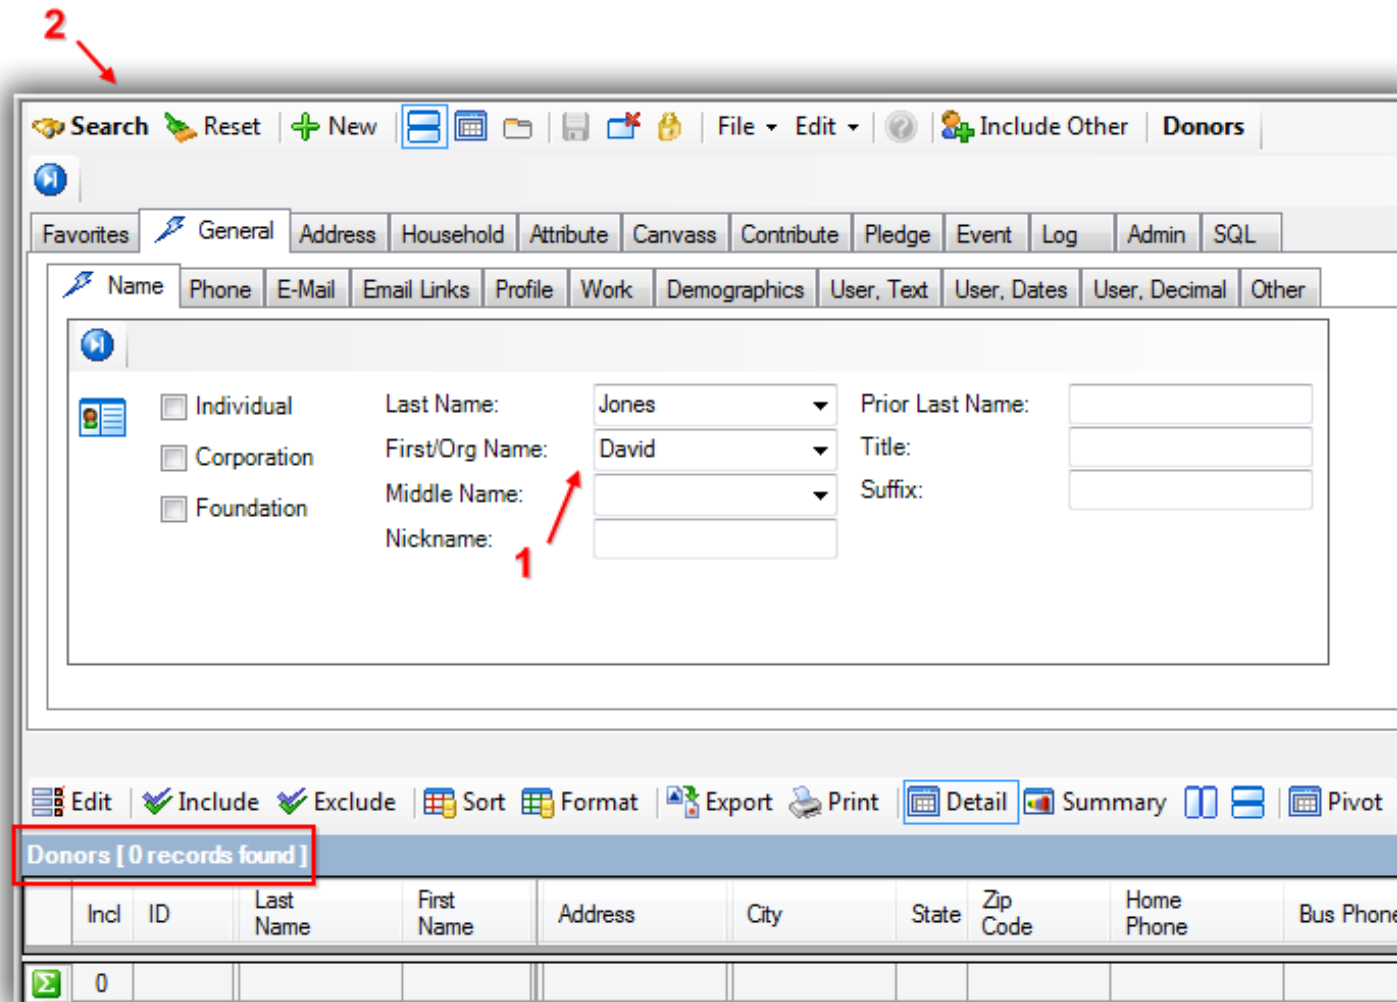 2
Search Reset New File Edit Include Other Donors
Favorites General Address Household Attribute Canvass Contribute Pledge Event Log Admin SQL
Name Phone E-Mail Email Links Profile Work Demographics User, Text User, Dates User, Decimal Other
Individual Last Name: Jones Prior Last Name:
Corporation First/Org Name: David Title:
Foundation Middle Name: Suffix:
Nickname:
1
Edit Include Exclude Sort Format Export Print Detail Summary Pivot
Donors [ 0 records found ]
Incl ID Last Name First Name Address City State Zip Code Home Phone Bus Phone
Σ 0